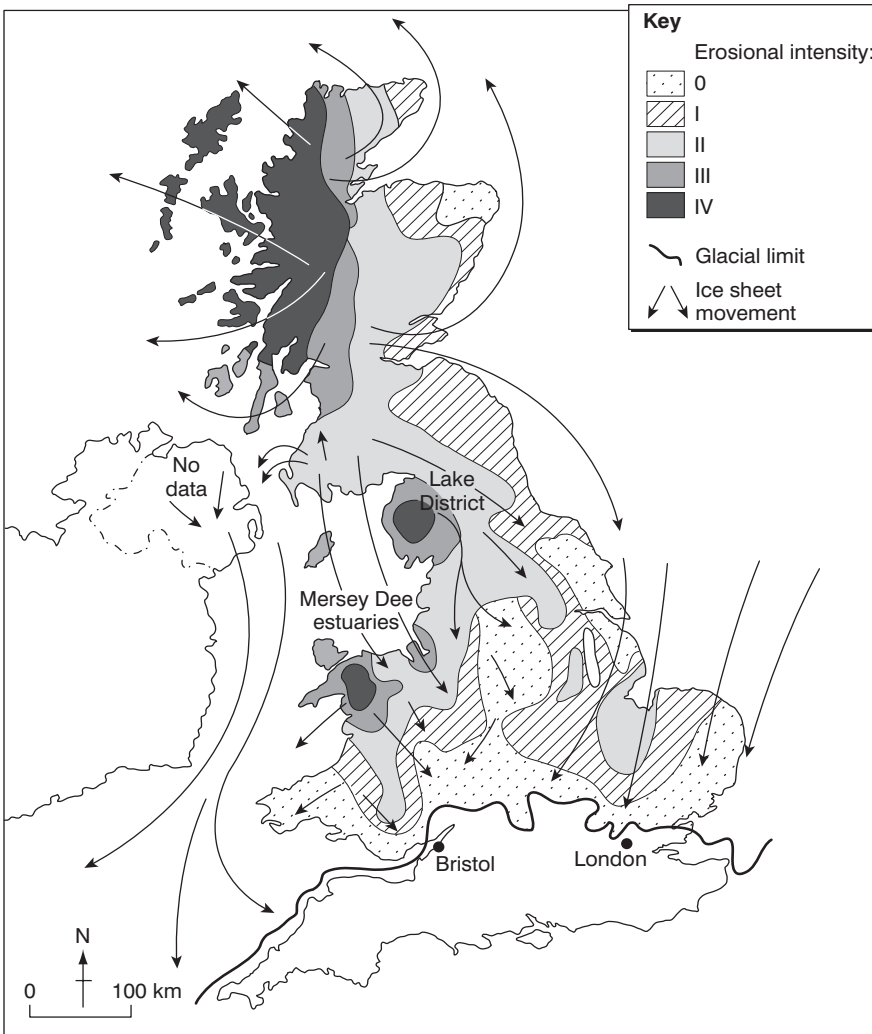 Key
Erosional intensity:
0
I
II
III
IV
Glacial limit
Ice sheet
movement
No
data
Lake
District
Mersey Dee
estuaries
Bristol
London
N
0 100 km